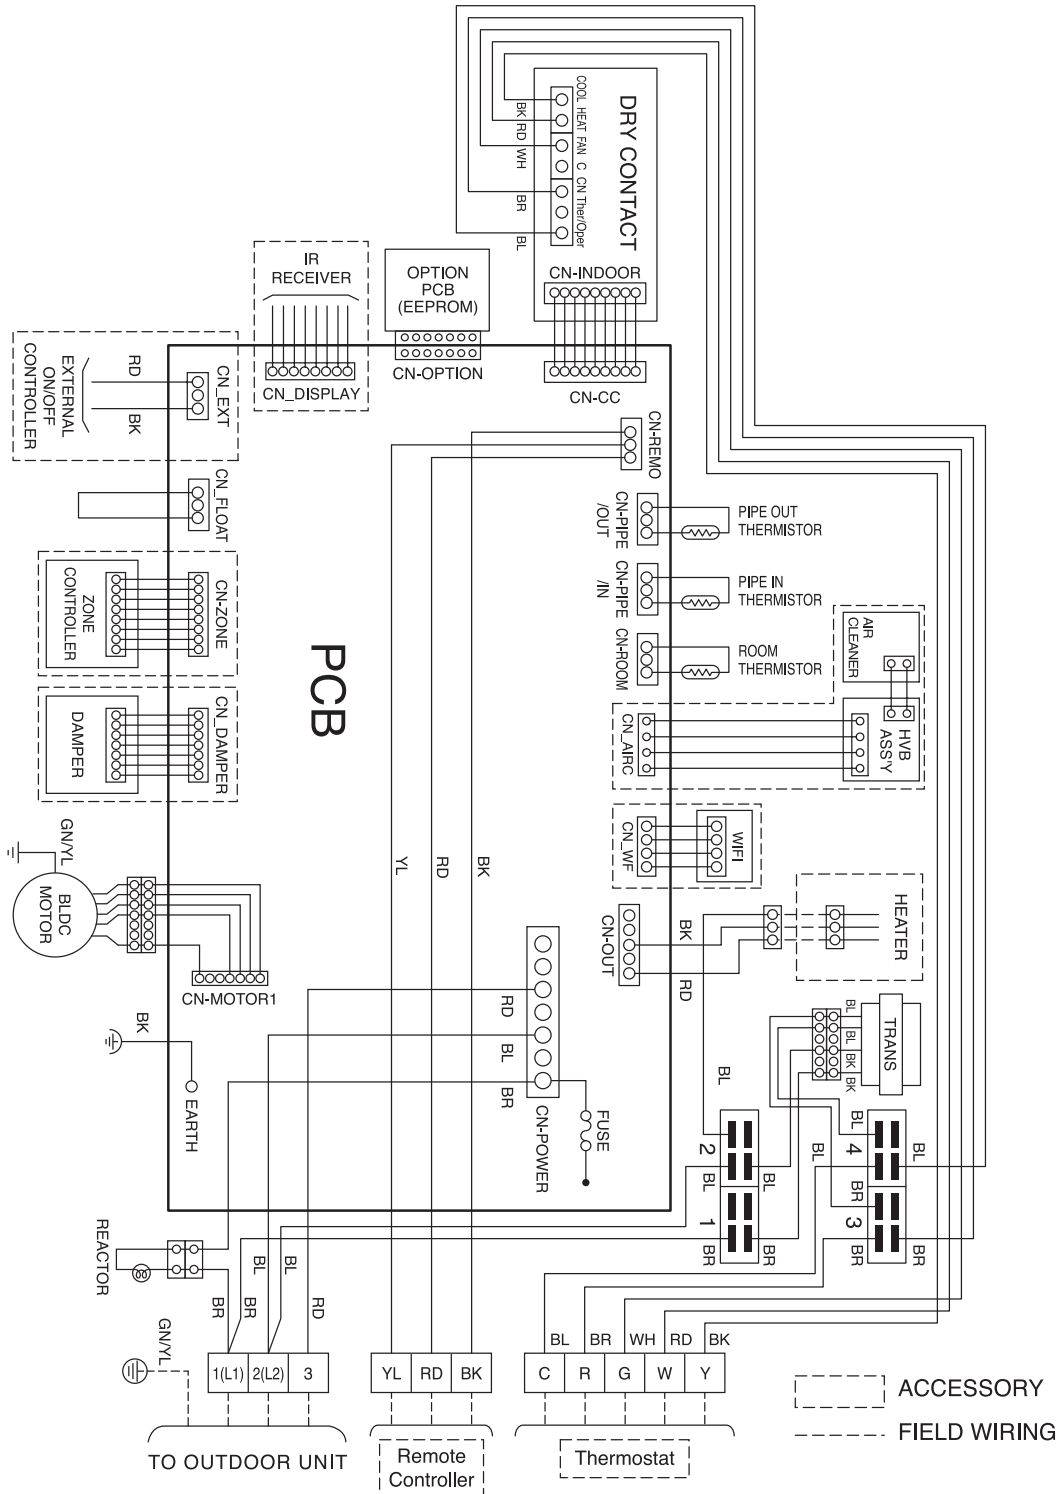 DRY CONTACT
COOL
HEAT
FAN
C
CN
Ther/Oper
BK
RD
WH
BR
BL
CN-INDOOR
CN-CC
IR
RECEIVER
CN_DISPLAY
OPTION
PCB
(EEPROM)
CN-OPTION
EXTERNAL
ON/OFF
CONTROLLER
RD
BK
CN_EXT
CN_FLOAT
ZONE
CONTROLLER
CN-ZONE
DAMPER
CN_DAMPER
GN/YL
BLDC
MOTOR
CN-MOTOR1
BK
EARTH
PCB
CN-REMO
CN-PIPE
/OUT
PIPE OUT
THERMISTOR
CN-PIPE
/IN
PIPE IN
THERMISTOR
CN-ROOM
ROOM
THERMISTOR
AIR
CLEANER
HVB
ASS'Y
CN_AIRC
WIFI
CN_WF
YL
RD
BK
CN-OUT
BK
RD
HEATER
TRANS
BL
BL
BK
BK
RD
BL
BR
CN-POWER
FUSE
BL
2
1
BL
BL
BR
BR
BL
BL
BL
4
BR
3
BR
BR
REACTOR
BR
BR
BL
BL
RD
GN/YL
1(L1)
2(L2)
3
TO OUTDOOR UNIT
YL
RD
BK
Remote
Controller
BL
BR
WH
RD
BK
C
R
G
W
Y
Thermostat
ACCESSORY
FIELD WIRING